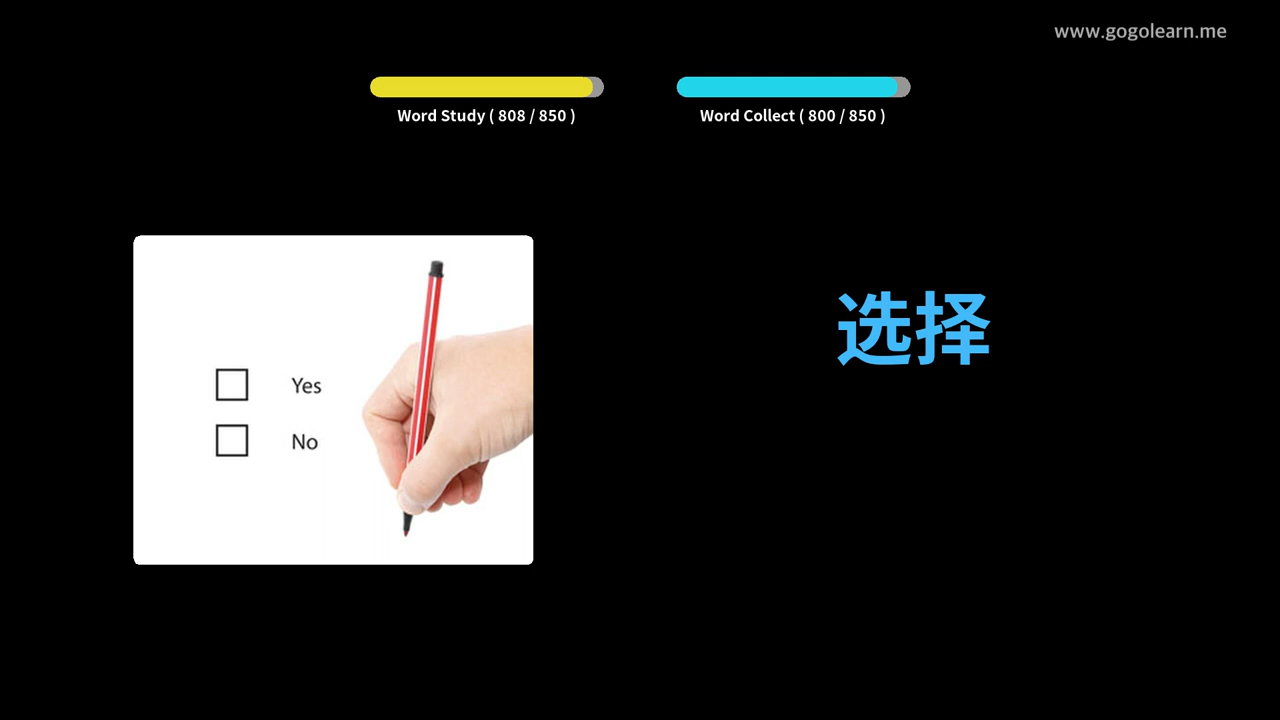 www.gogolearn.me
Word Study ( 808 / 850 )
Word Collect ( 800 / 850 )
选择
Yes
No